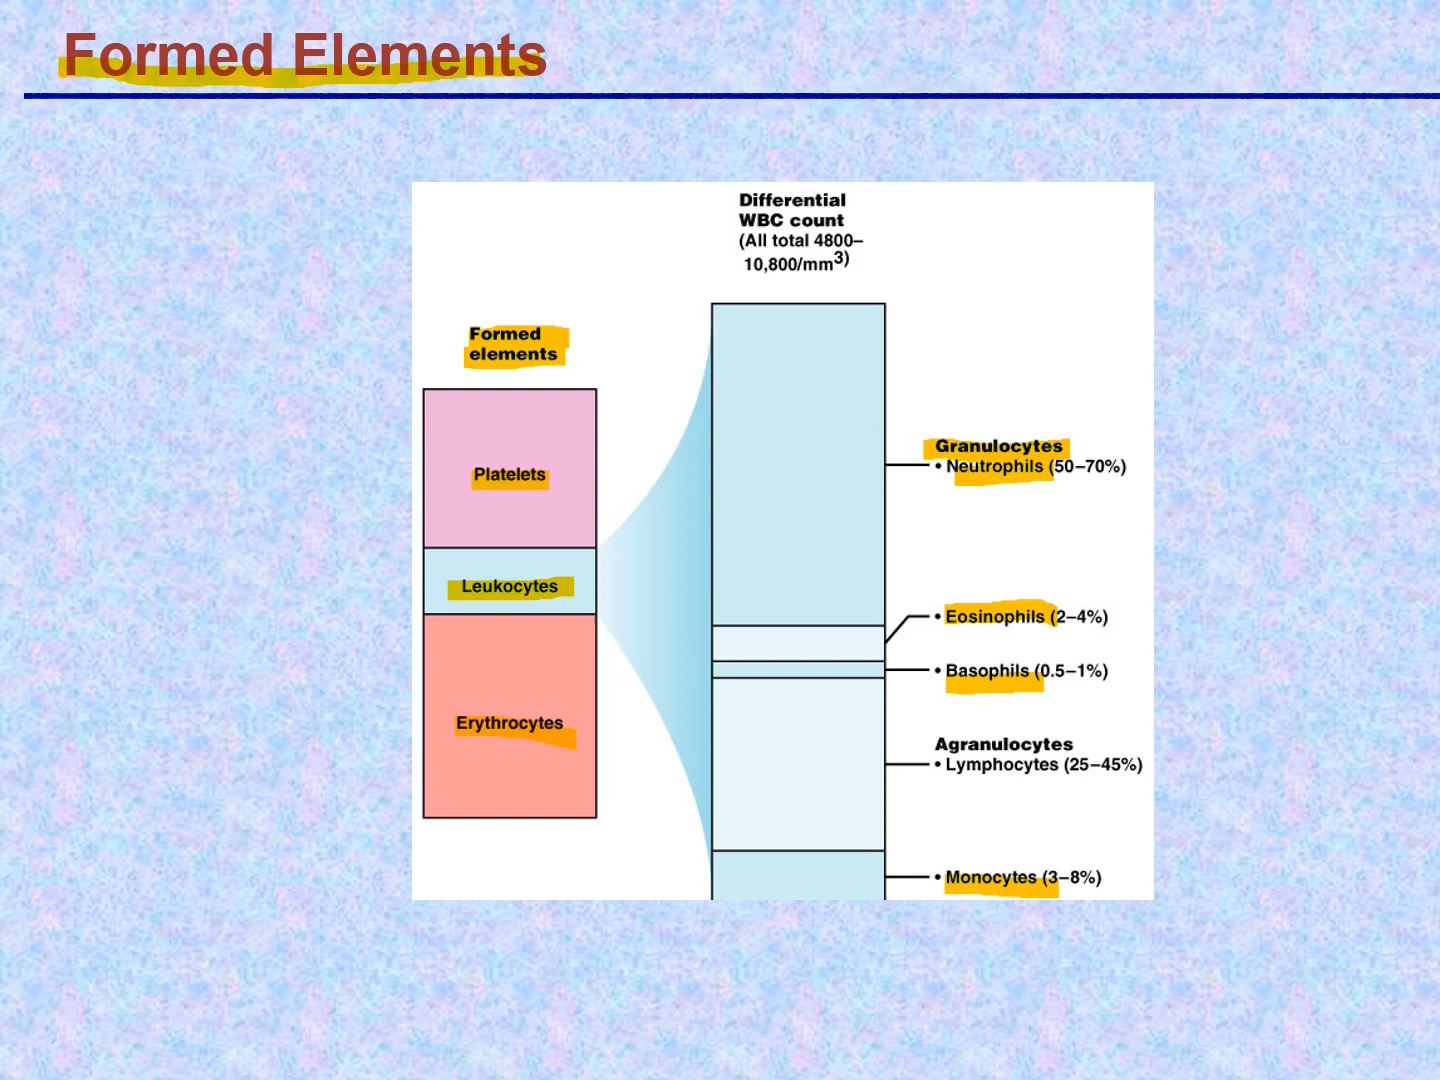 Formed Elements
Differential
WBC count
(All total 4800–
10,800/mm3)
Formed
elements
Platelets
Leukocytes
Erythrocytes
Granulocytes
• Neutrophils (50–70%)
• Eosinophils (2–4%)
• Basophils (0.5–1%)
Agranulocytes
• Lymphocytes (25–45%)
• Monocytes (3–8%)